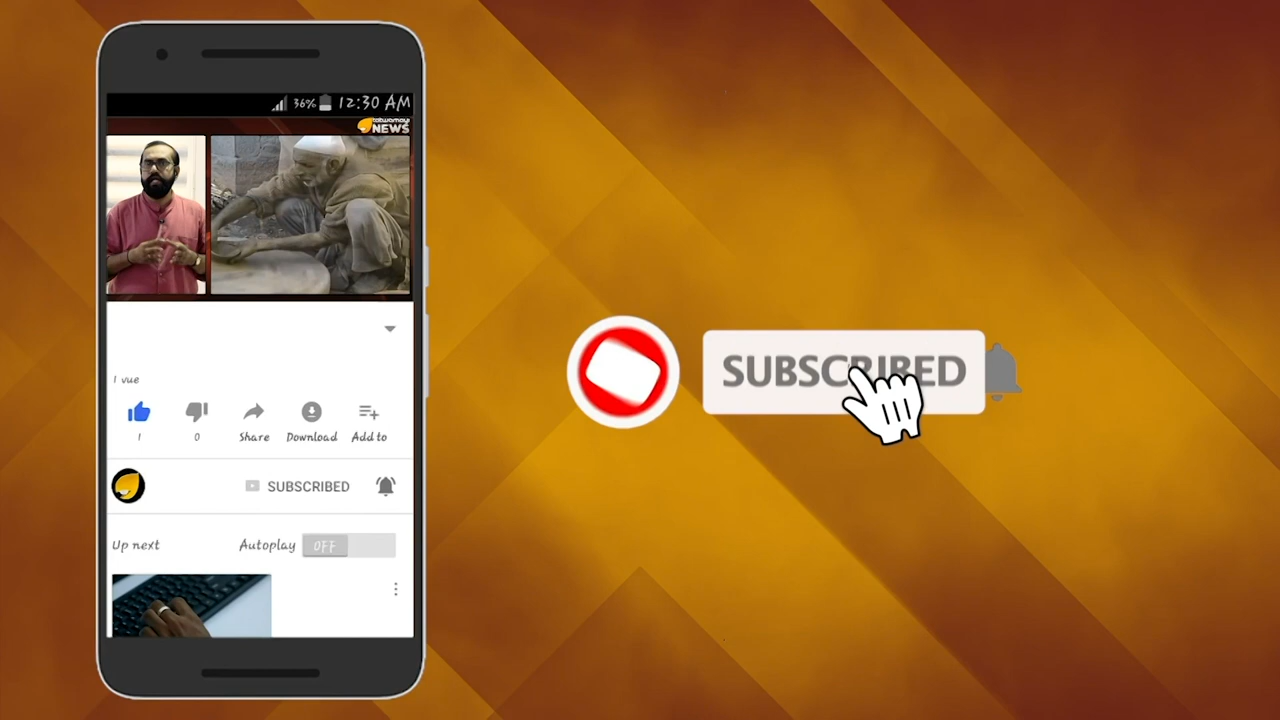 36% 12:30 AM
tatwamayi
NEWS
1 vue
1
0
Share
Download
Add to
SUBSCRIBED
Up next
Autoplay
OFF
SUBSCRIBED